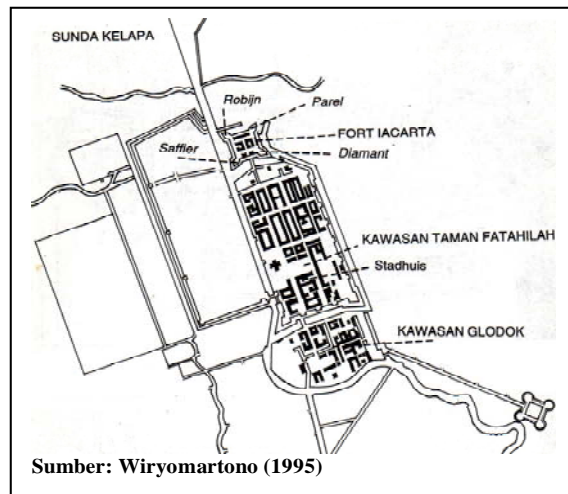 SUNDA KELAPA
Robijn
Parel
FORT IACARTA
Saffier
Diamant
KAWASAN TAMAN FATAHILAH
Stadhuis
KAWASAN GLODOK
Sumber: Wiryomartono (1995)